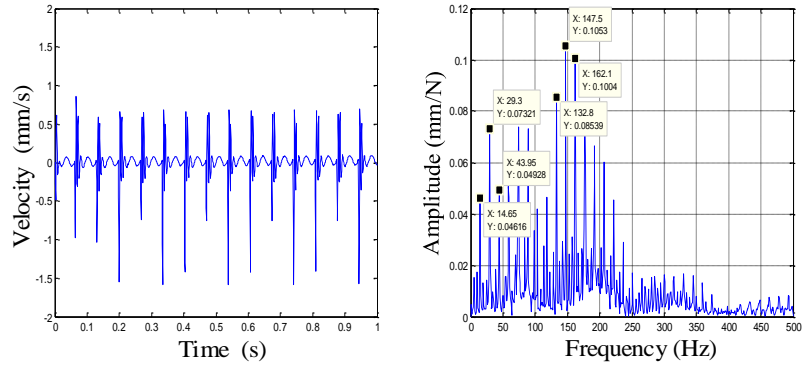 2
1.5
1
0.5
0
-0.5
-1
-1.5
-2
0 0.1 0.2 0.3 0.4 0.5 0.6 0.7 0.8 0.9 1
Velocity (mm/s)
Time (s)
0.12
0.1
0.08
0.06
0.04
0.02
0
0 50 100 150 200 250 300 350 400 450 500
Amplitude (mm/N)
Frequency (Hz)
X: 147.5
Y: 0.1053
X: 162.1
Y: 0.1004
X: 29.3
Y: 0.07321
X: 132.8
Y: 0.08539
X: 43.95
Y: 0.04928
X: 14.65
Y: 0.04616